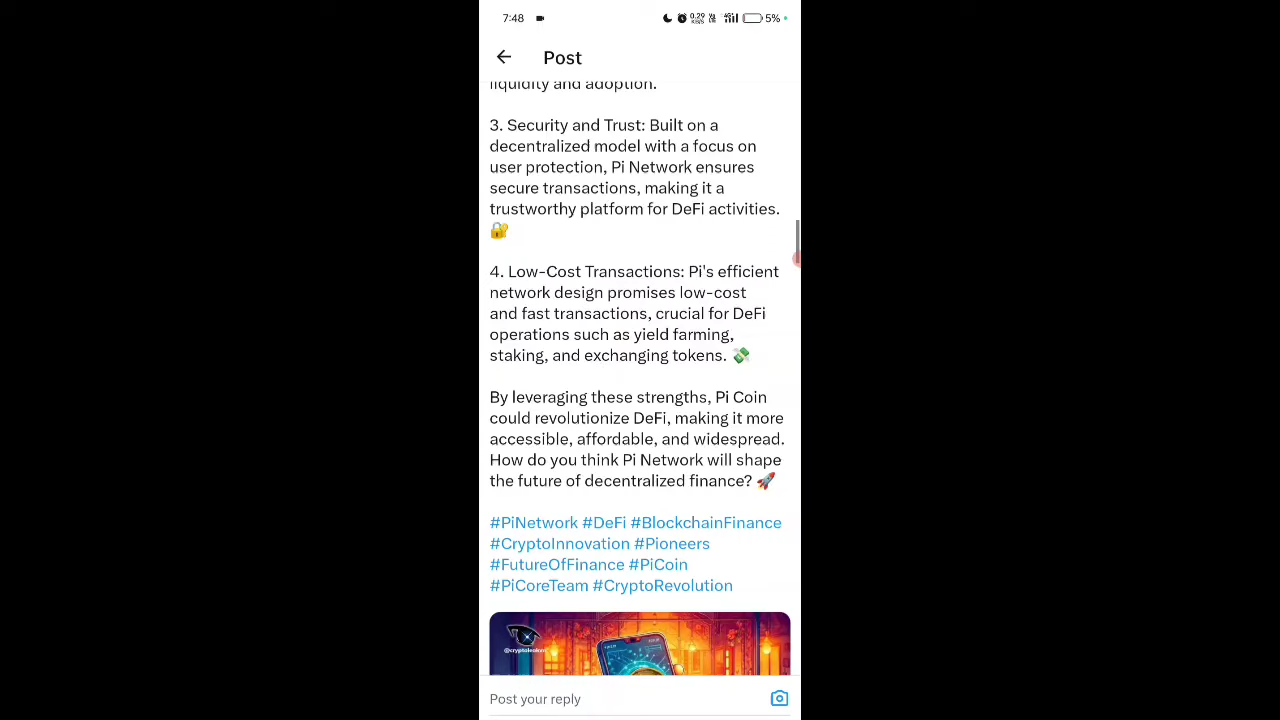 7:48
0.29 KB/S
4G
5%
Post
liquidity and adoption.
3. Security and Trust: Built on a
decentralized model with a focus on
user protection, Pi Network ensures
secure transactions, making it a
trustworthy platform for DeFi activities.
4. Low-Cost Transactions: Pi's efficient
network design promises low-cost
and fast transactions, crucial for DeFi
operations such as yield farming,
staking, and exchanging tokens.
By leveraging these strengths, Pi Coin
could revolutionize DeFi, making it more
accessible, affordable, and widespread.
How do you think Pi Network will shape
the future of decentralized finance?
#PiNetwork #DeFi #BlockchainFinance
#CryptoInnovation #Pioneers
#FutureOfFinance #PiCoin
#PiCoreTeam #CryptoRevolution
Post your reply